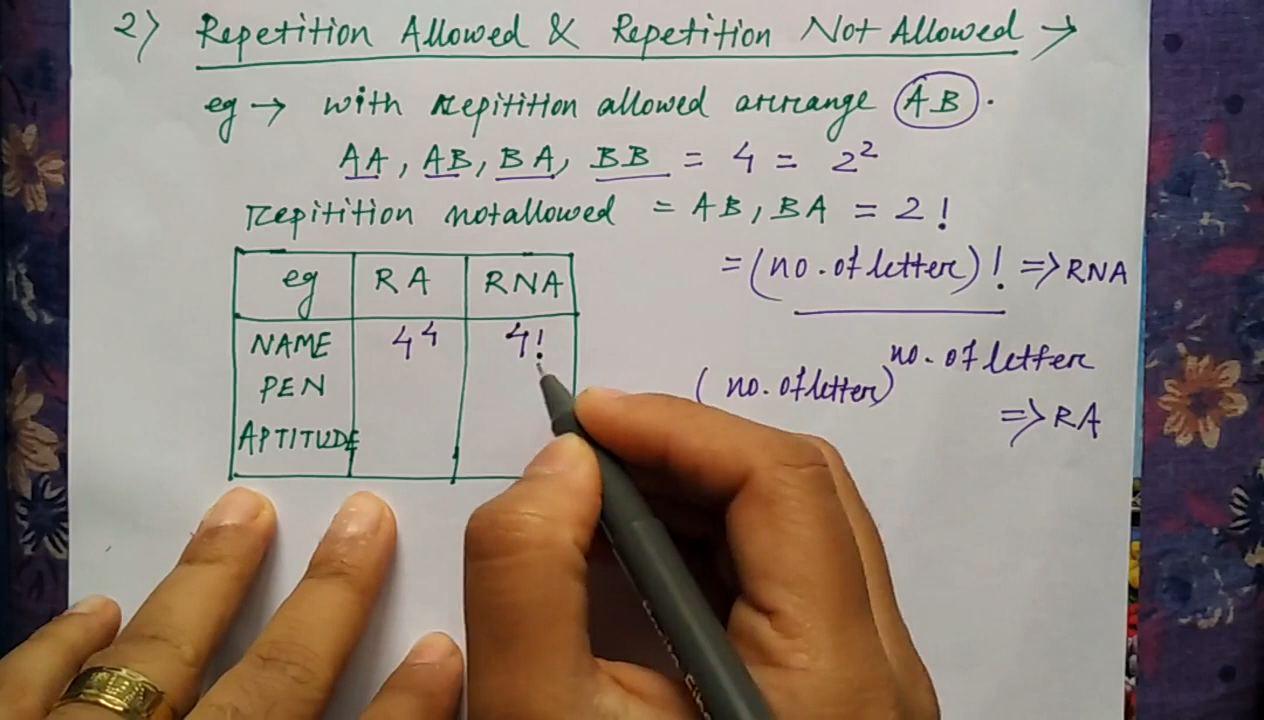 2) Repetition Allowed & Repetition Not Allowed →
eg → with repitition allowed arrange AB.
AA, AB, BA, BB = 4 = 2²
repitition notallowed = AB, BA = 2!
= (no. of letter)! => RNA
(no. of letter)^no. of letter
=> RA
eg RA RNA
NAME 4⁴ 4!
PEN
APTITUDE